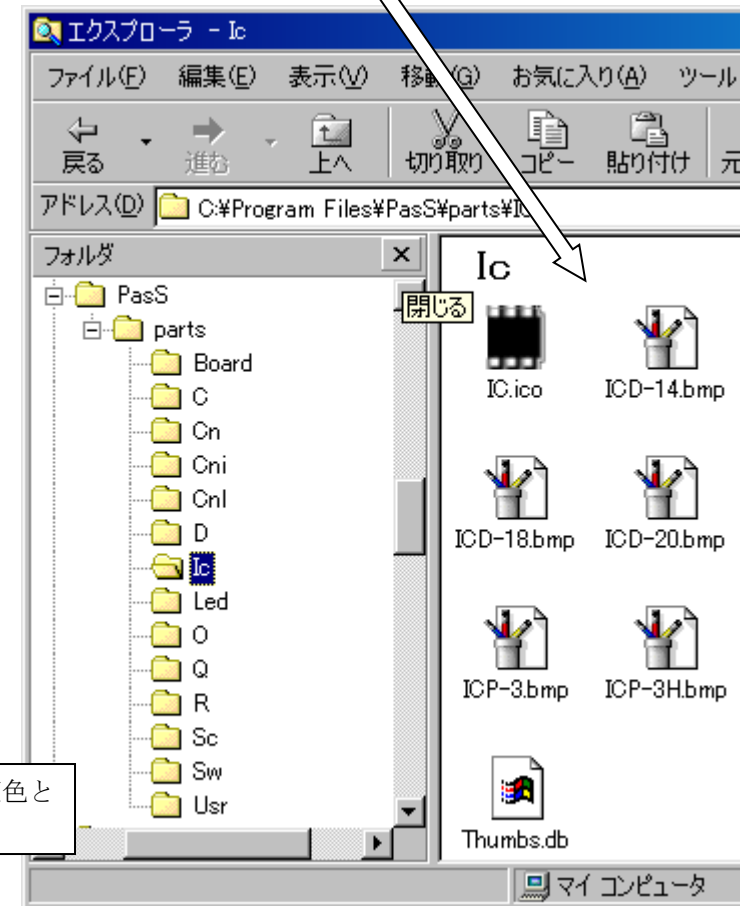 エクスプローラ - Ic
ファイル(F) 編集(E) 表示(V) 移動(G) お気に入り(A) ツール
戻る 進む 上へ 切り取り コピー 貼り付け 元
アドレス(D) C:¥Program Files¥PasS¥parts¥Ic
フォルダ
PasS
parts
Board
C
Cn
Cni
Cnl
D
Ic
Led
O
Q
R
Sc
Sw
Usr
閉じる
Ic
IC.ico ICD-14.bmp
ICD-18.bmp ICD-20.bmp
ICP-3.bmp ICP-3H.bmp
Thumbs.db
色と
マイ コンピュータ